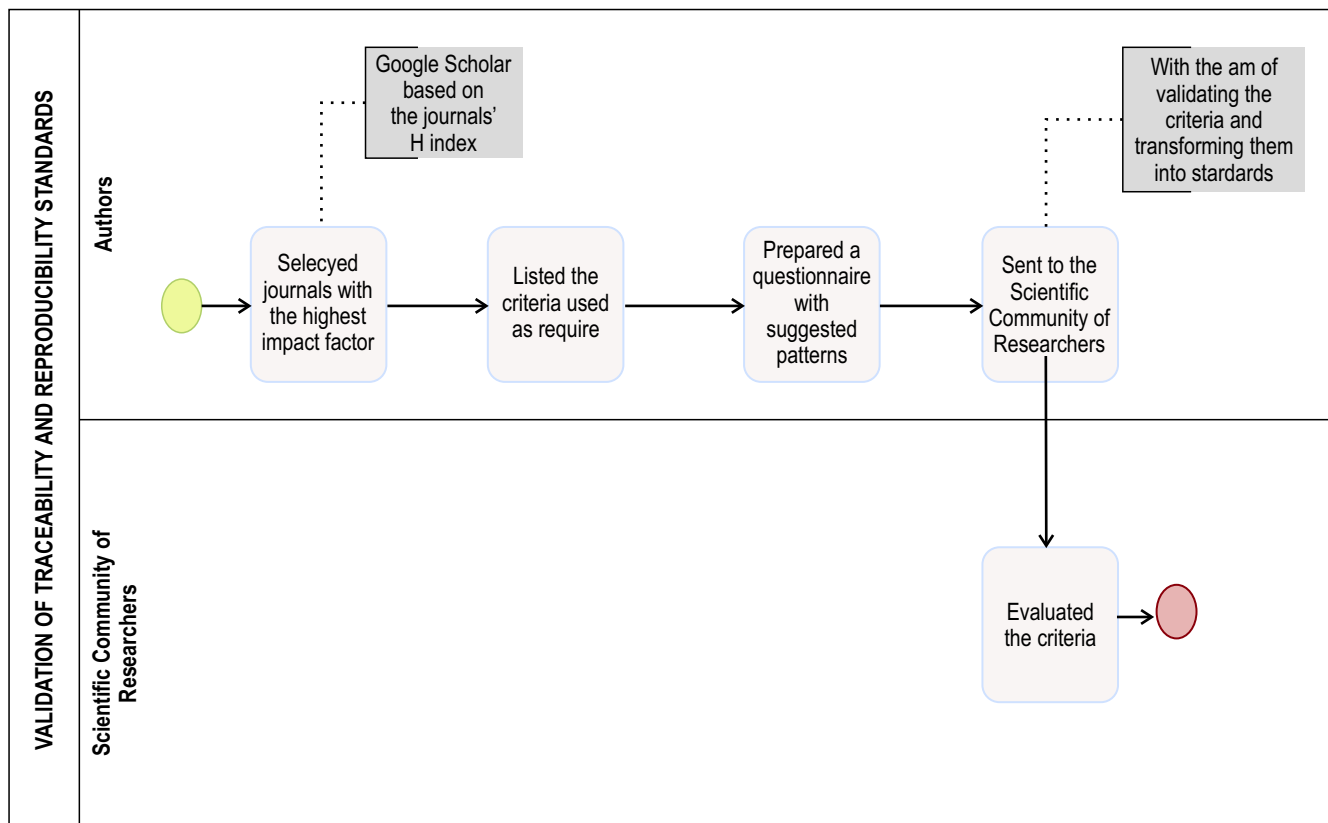 VALIDATION OF TRACEABILITY AND REPRODUCIBILITY STANDARDS
Authors
Google Scholar
based on
the journals'
H index
With the am of
validating the
criteria and
transforming them
into stardards
Selecyed
journals with
the highest
impact factor
Listed the
criteria used
as require
Prepared a
questionnaire
with
suggested
patterns
Sent to the
Scientific
Community of
Researchers
Scientific Community of
Researchers
Evaluated
the criteria